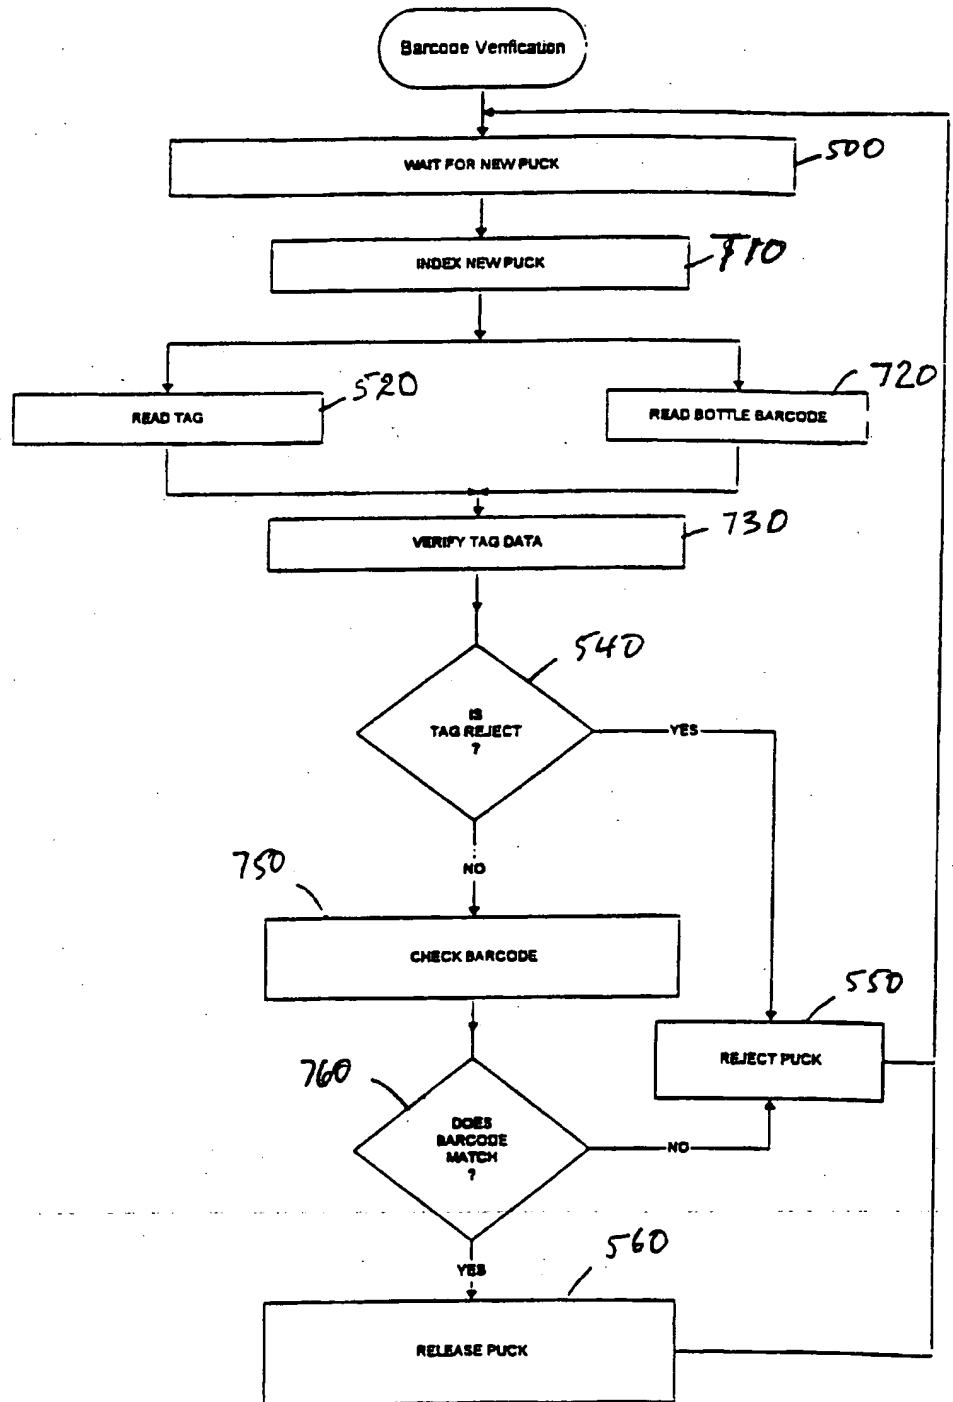 Barcode Verification
WAIT FOR NEW PUCK
500
INDEX NEW PUCK
READ TAG
520
READ BOTTLE BARCODE
720
VERIFY TAG DATA
730
IS
TAG REJECT
?
540
YES
NO
750
CHECK BARCODE
REJECT PUCK
550
760
DOES
BARCODE
MATCH
?
NO
YES
560
RELEASE PUCK